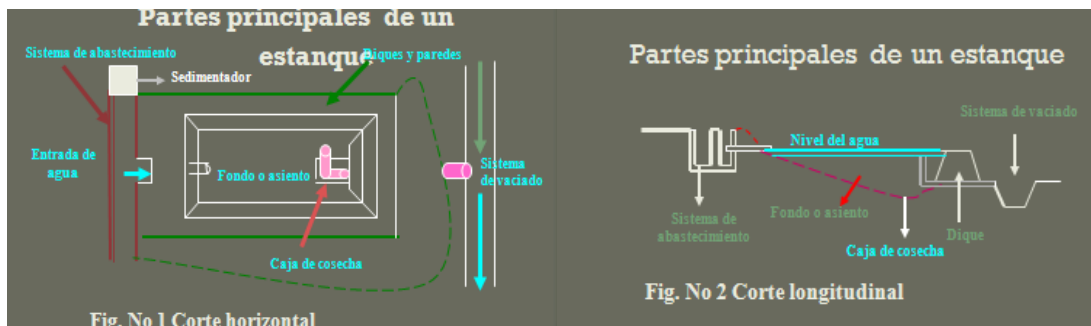 Partes principales de un
estanque
Sistema de abastecimiento
Diques y paredes
Sedimentador
Entrada de
agua
Fondo o asiento
Sistema
de vaciado
Caja de cosecha
Fig. No 1 Corte horizontal
Partes principales de un estanque
Sistema de vaciado
Nivel del agua
Sistema de
abastecimiento
Fondo o asiento
Dique
Caja de cosecha
Fig. No 2 Corte longitudinal